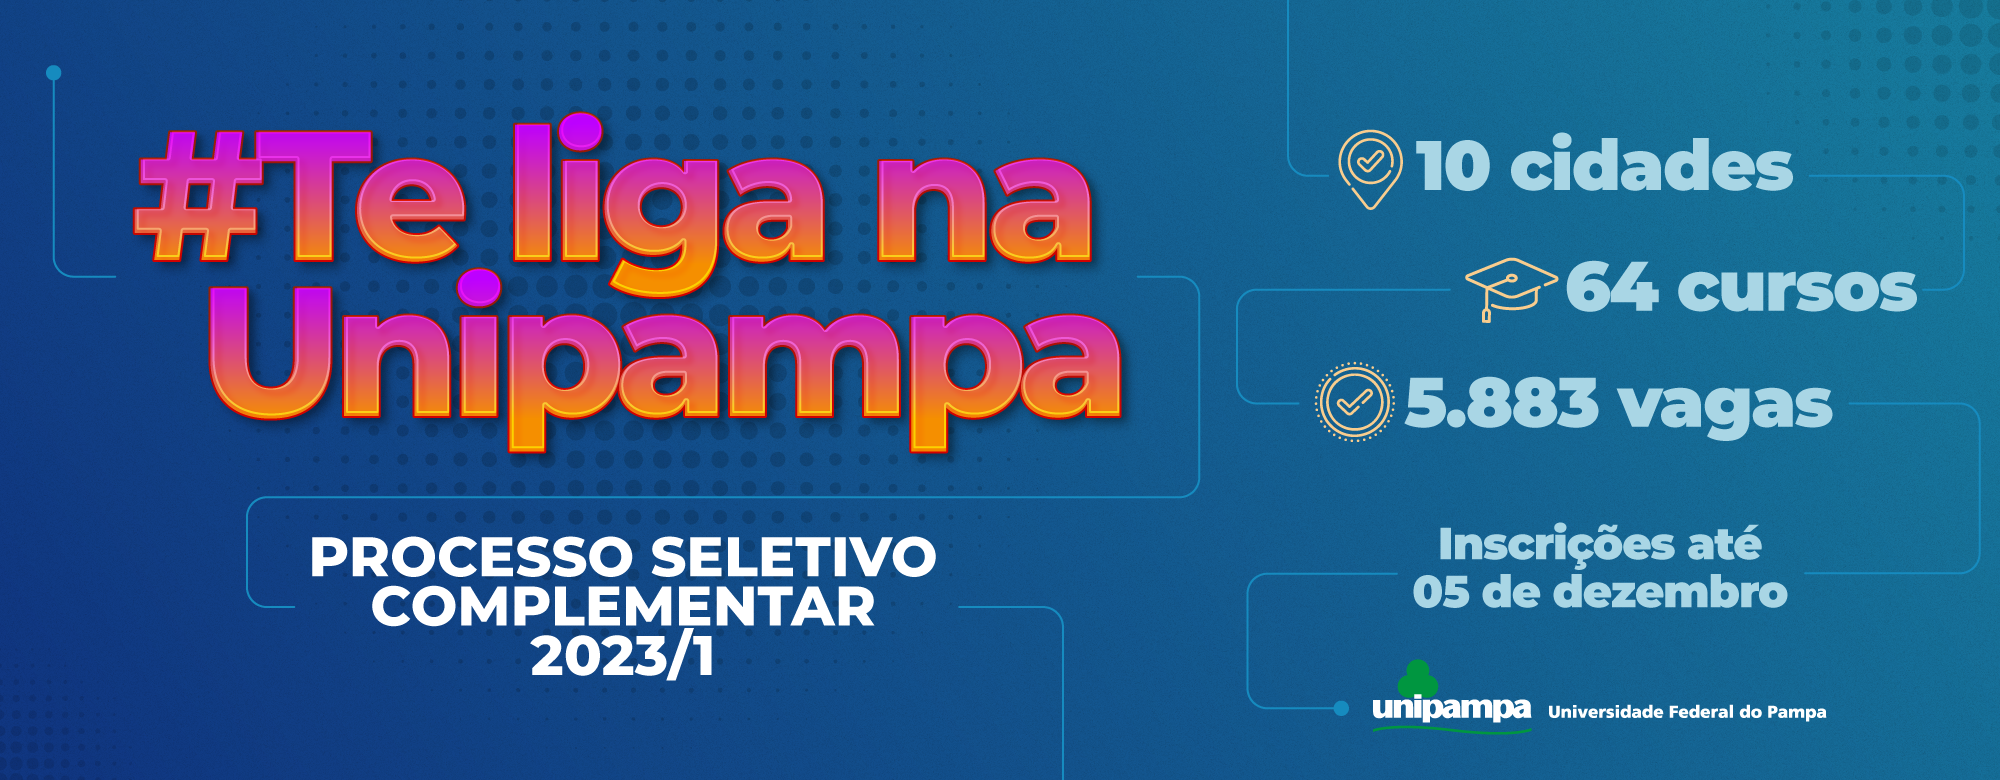 #Te liga na
Unipampa
PROCESSO SELETIVO
COMPLEMENTAR
2023/1
10 cidades
64 cursos
5.883 vagas
Inscrições até
05 de dezembro
unipampa Universidade Federal do Pampa